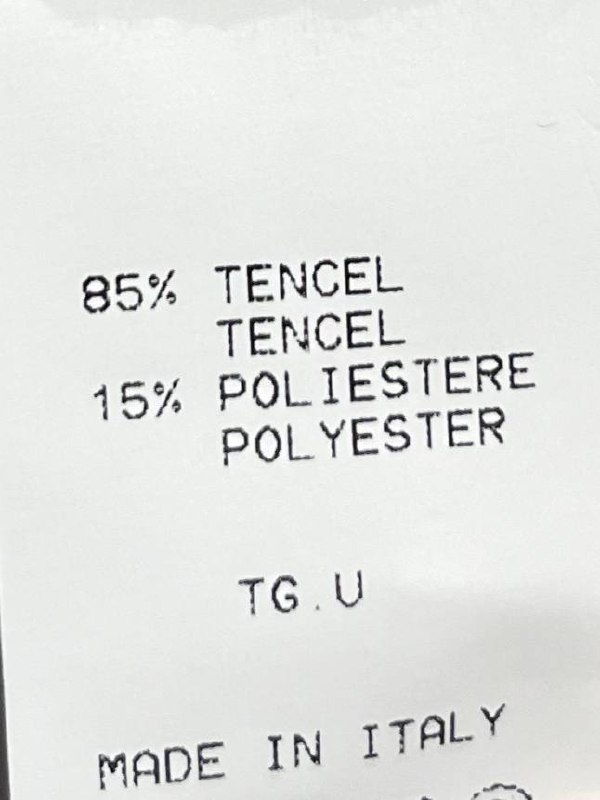 85% TENCEL
TENCEL
15% POLIESTERE
POLYESTER
TG.U
MADE IN ITALY